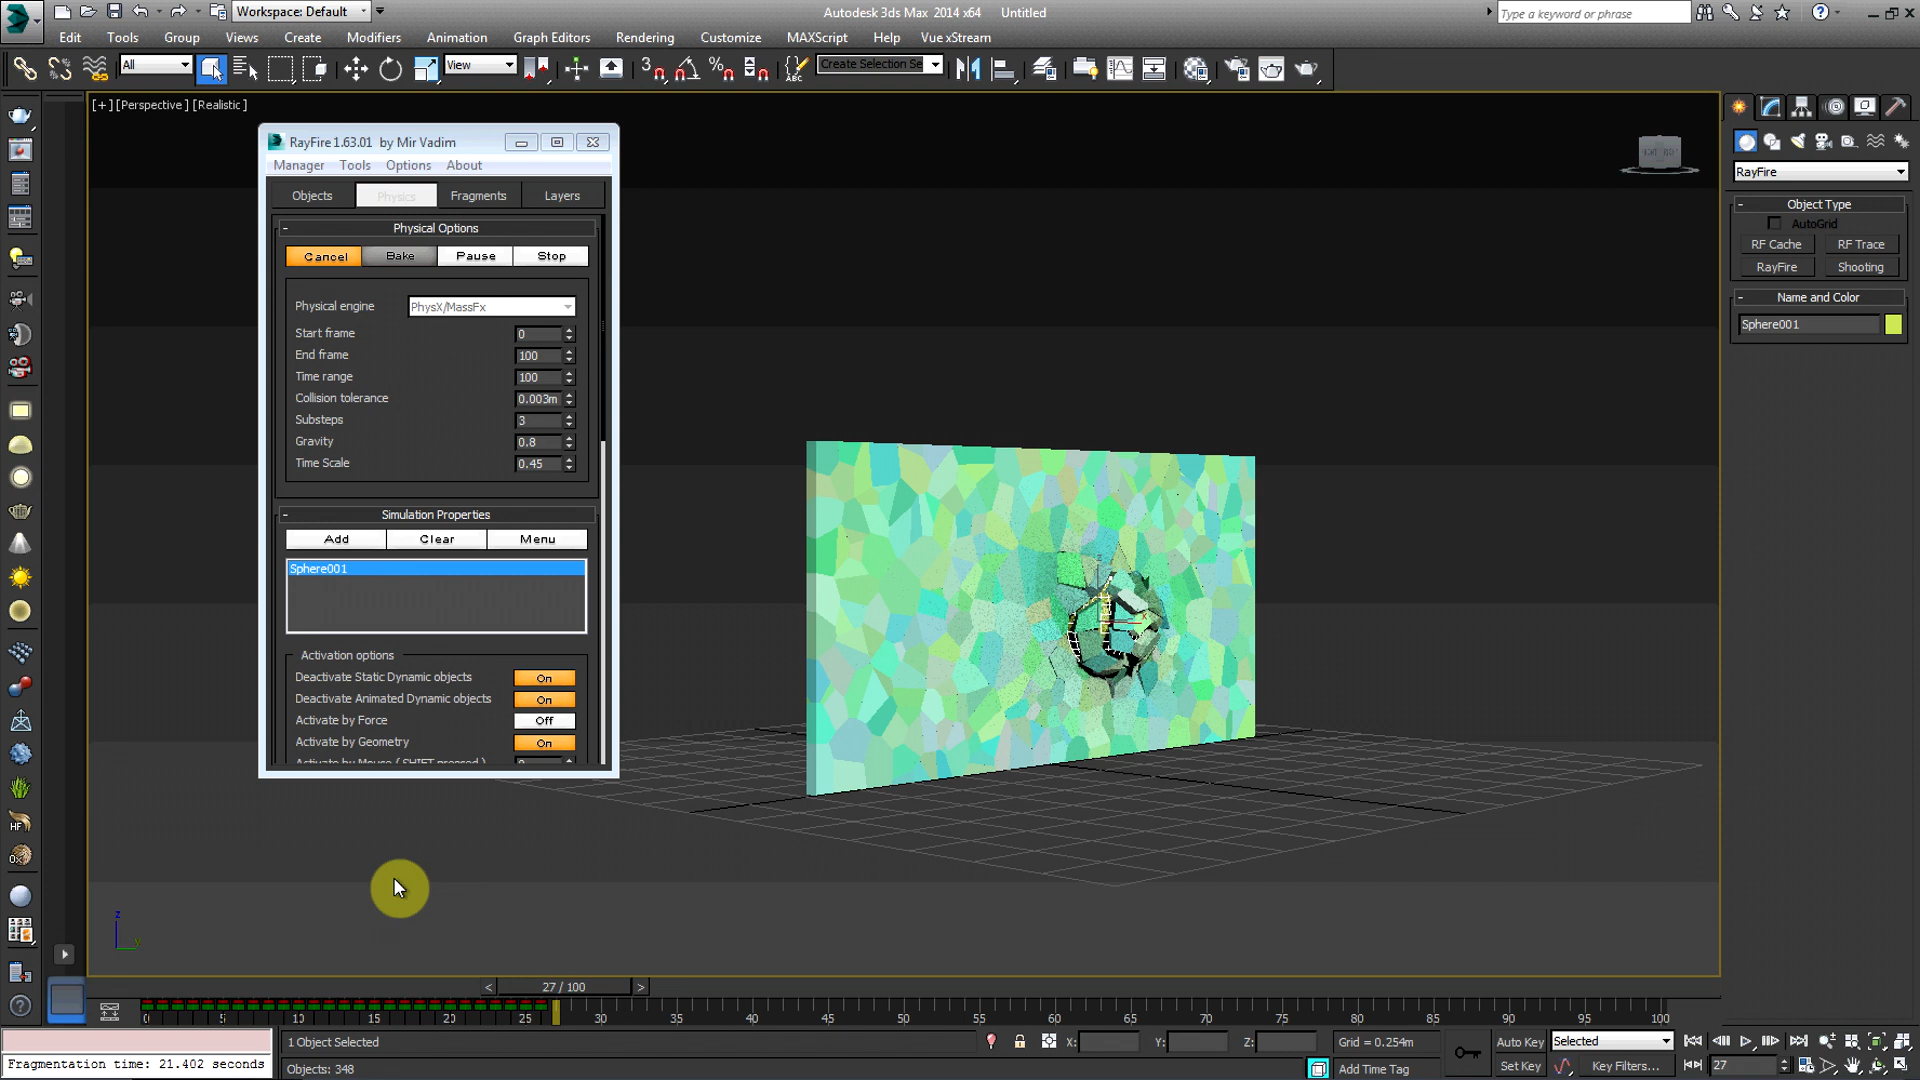 Workspace: Default
Autodesk 3ds Max 2014 x64 Untitled
Type a keyword or phrase
Edit Tools Group Views Create Modifiers Animation Graph Editors Rendering Customize MAXScript Help Vue xStream
All
View
Create Selection Se
[+] [Perspective] [Realistic]
RayFire 1.63.01 by Mir Vadim
Manager Tools Options About
Objects Physics Fragments Layers
- Physical Options
Cancel Bake Pause Stop
Physical engine PhysX/MassFx
Start frame 0
End frame 100
Time range 100
Collision tolerance 0.003m
Substeps 3
Gravity 0.8
Time Scale 0.45
- Simulation Properties
Add Clear Menu
Sphere001
Activation options
Deactivate Static Dynamic objects On
Deactivate Animated Dynamic objects On
Activate by Force Off
Activate by Geometry On
Activate by Mouse ( SHIFT pressed )
RayFire
- Object Type
AutoGrid
RF Cache RF Trace
RayFire Shooting
- Name and Color
Sphere001
x
z
y
< 27 / 100 >
0 5 10 15 20 25 30 35 40 45 50 55 60 65 70 75 80 85 90 95 100
Fragmentation time: 21.402 seconds
1 Object Selected
Objects: 348
X: Y: Z:
Grid = 0.254m
Add Time Tag
Auto Key Selected
Set Key Key Filters...
27